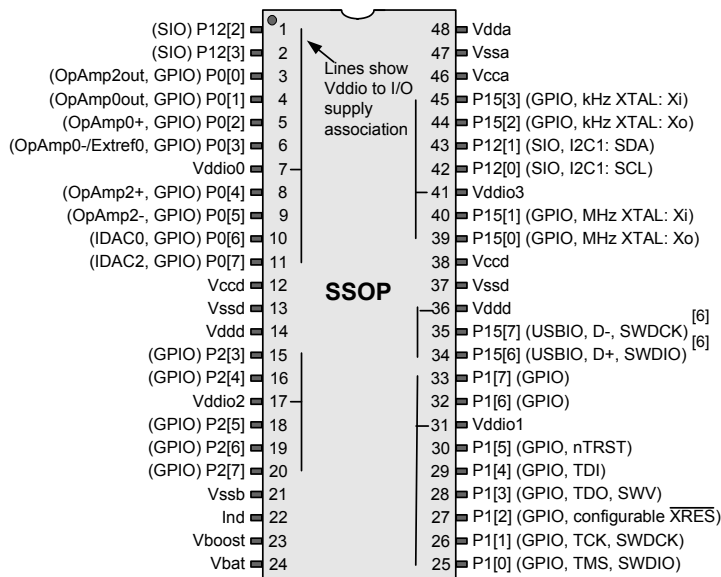 (SIO) P12[2] 1 48 Vdda
(SIO) P12[3] 2 47 Vssa
(OpAmp2out, GPIO) P0[0] 3 46 Vcca
(OpAmp0out, GPIO) P0[1] 4 45 P15[3] (GPIO, kHz XTAL: Xi)
(OpAmp0+, GPIO) P0[2] 5 44 P15[2] (GPIO, kHz XTAL: Xo)
(OpAmp0-/Extref0, GPIO) P0[3] 6 43 P12[1] (SIO, I2C1: SDA)
Vddio0 7 42 P12[0] (SIO, I2C1: SCL)
(OpAmp2+, GPIO) P0[4] 8 41 Vddio3
(OpAmp2-, GPIO) P0[5] 9 40 P15[1] (GPIO, MHz XTAL: Xi)
(IDAC0, GPIO) P0[6] 10 39 P15[0] (GPIO, MHz XTAL: Xo)
(IDAC2, GPIO) P0[7] 11 38 Vccd
Vccd 12 37 Vssd
Vssd 13 36 Vddd
Vddd 14 35 P15[7] (USBIO, D-, SWDCK) [6]
(GPIO) P2[3] 15 34 P15[6] (USBIO, D+, SWDIO) [6]
(GPIO) P2[4] 16 33 P1[7] (GPIO)
Vddio2 17 32 P1[6] (GPIO)
(GPIO) P2[5] 18 31 Vddio1
(GPIO) P2[6] 19 30 P1[5] (GPIO, nTRST)
(GPIO) P2[7] 20 29 P1[4] (GPIO, TDI)
Vssb 21 28 P1[3] (GPIO, TDO, SWV)
Ind 22 27 P1[2] (GPIO, configurable XRES)
Vboost 23 26 P1[1] (GPIO, TCK, SWDCK)
Vbat 24 25 P1[0] (GPIO, TMS, SWDIO)
Lines show
Vddio to I/O
supply
association
SSOP